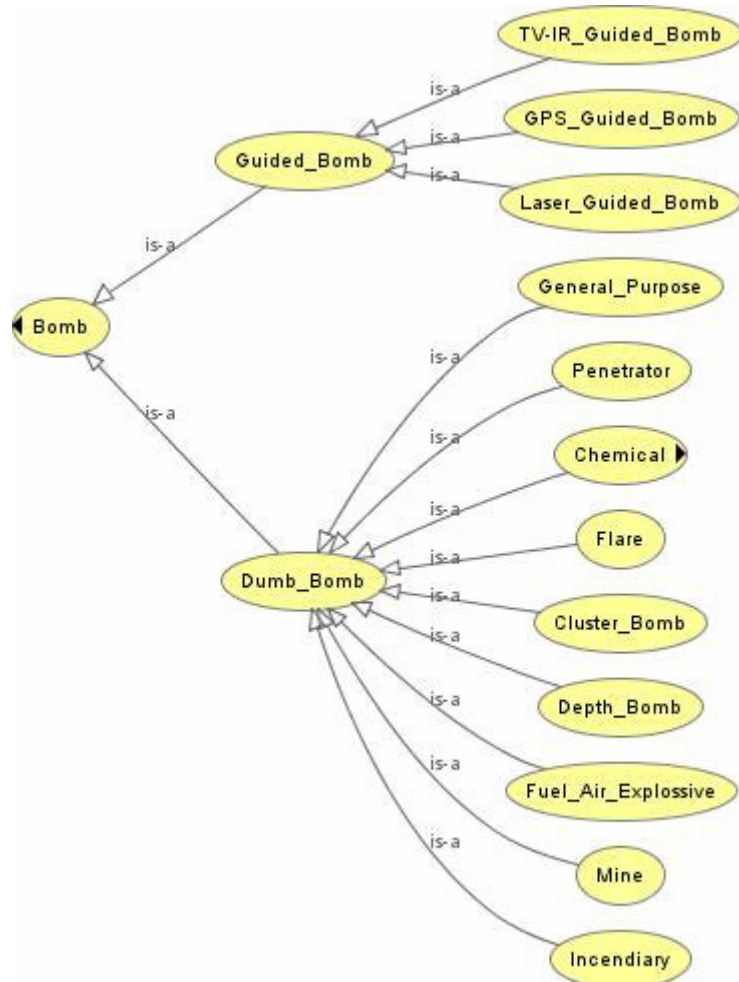 TV-IR_Guided_Bomb
is-a
GPS_Guided_Bomb
is-a
Guided_Bomb
is-a
Laser_Guided_Bomb
is-a
General_Purpose
Bomb
is-a
Penetrator
is-a
is-a
Chemical
is-a
Flare
is-a
Dumb_Bomb
is-a
Cluster_Bomb
is-a
Depth_Bomb
is-a
Fuel_Air_Explossive
is-a
Mine
is-a
Incendiary